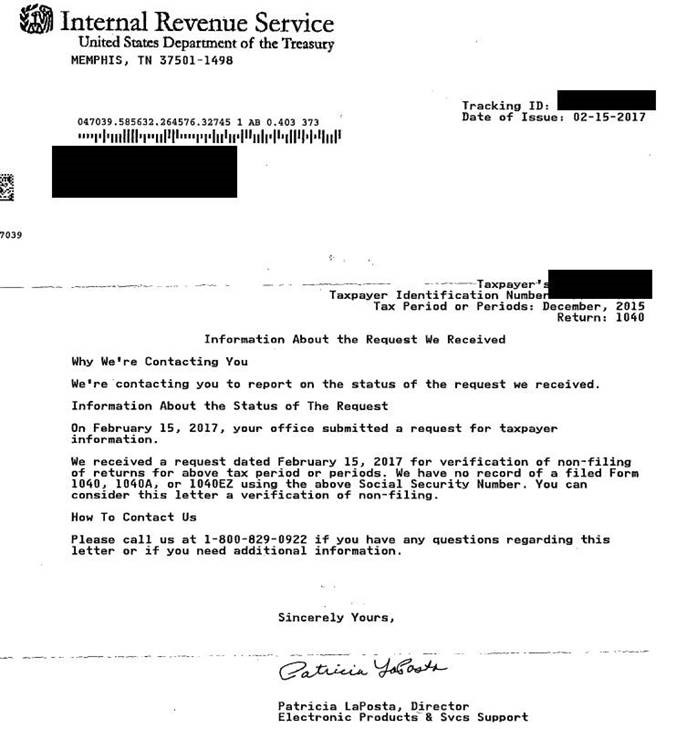 Internal Revenue Service
United States Department of the Treasury
MEMPHIS, TN 37501-1498
Tracking ID:
Date of Issue: 02-15-2017
047039.585632.264576.32745 1 AB 0.403 373
7039
Taxpayer's
Taxpayer Identification Number
Tax Period or Periods: December, 2015
Return: 1040
Information About the Request We Received
Why We're Contacting You
We're contacting you to report on the status of the request we received.
Information About the Status of The Request
On February 15, 2017, your office submitted a request for taxpayer
information.
We received a request dated February 15, 2017 for verification of non-filing
of returns for above tax period or periods. We have no record of a filed Form
1040, 1040A, or 1040EZ using the above Social Security Number. You can
consider this letter a verification of non-filing.
How To Contact Us
Please call us at 1-800-829-0922 if you have any questions regarding this
letter or if you need additional information.
Sincerely Yours,
Patricia LaPosta
Patricia LaPosta, Director
Electronic Products & Svcs Support